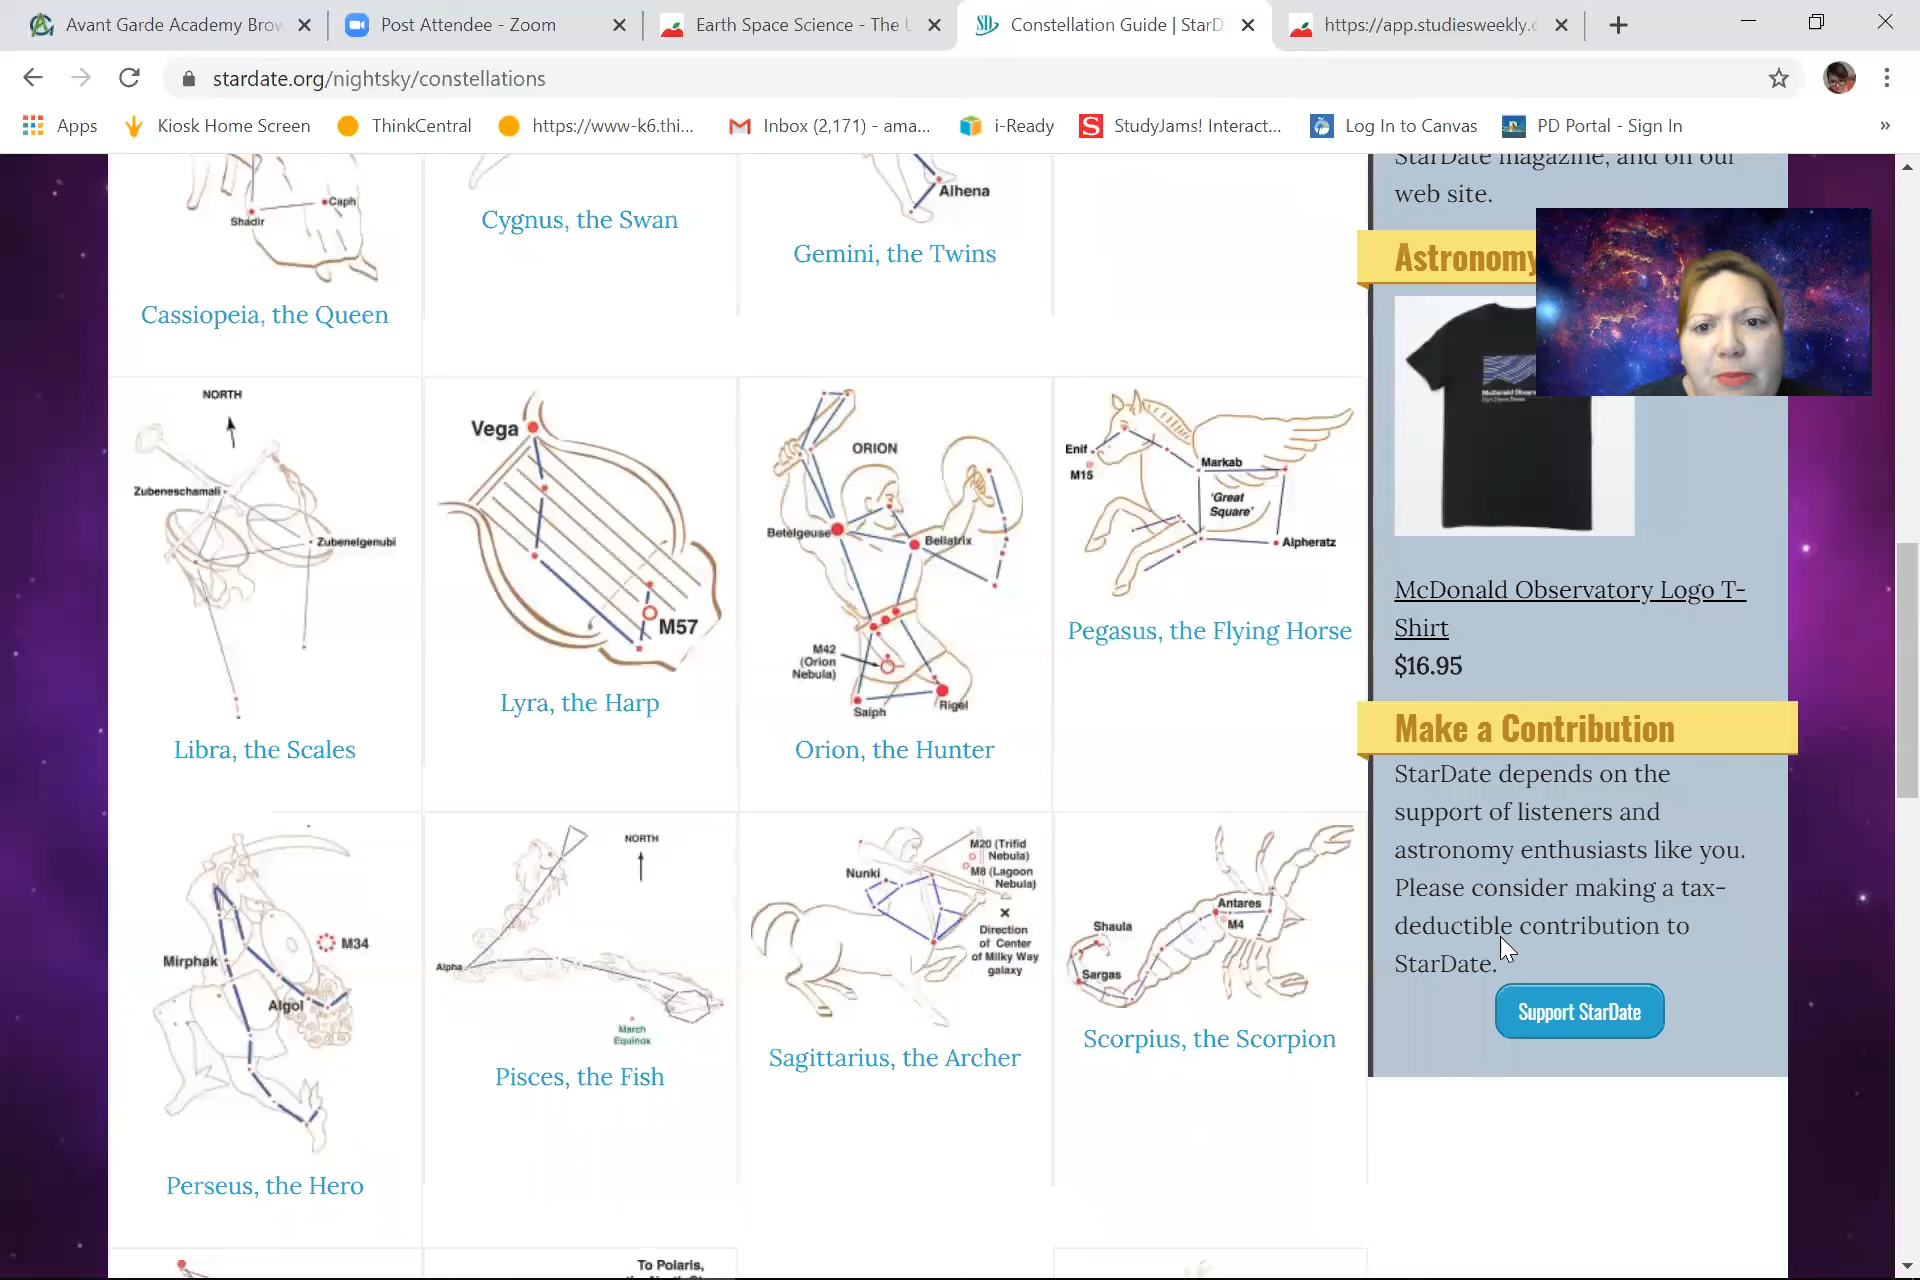 Avant Garde Academy Brow
Post Attendee - Zoom
Earth Space Science - The U
Constellation Guide | StarD
https://app.studiesweekly.c
stardate.org/nightsky/constellations
Apps
Kiosk Home Screen
ThinkCentral
https://www-k6.thi...
Inbox (2,171) - ama...
i-Ready
StudyJams! Interact...
Log In to Canvas
PD Portal - Sign In
»
Shadir
Caph
Cassiopeia, the Queen
Cygnus, the Swan
Alhena
Gemini, the Twins
NORTH
Zubeneschamali
Zubenelgenubi
Libra, the Scales
Vega
M57
Lyra, the Harp
ORION
Betelgeuse
Bellatrix
M42
(Orion
Nebula)
Saiph
Rigel
Orion, the Hunter
Enif
M15
Markab
'Great
Square'
Alpheratz
Pegasus, the Flying Horse
M34
Mirphak
Algol
Perseus, the Hero
NORTH
Alpha
March
Equinox
Pisces, the Fish
M20 (Trifid
Nebula)
M8 (Lagoon
Nebula)
Nunki
Direction
of Center
of Milky Way
galaxy
Sagittarius, the Archer
Antares
M4
Shaula
Sargas
Scorpius, the Scorpion
To Polaris,
StarDate magazine, and on our
web site.
Astronomy
McDonald Observatory Logo T-
Shirt
$16.95
Make a Contribution
StarDate depends on the
support of listeners and
astronomy enthusiasts like you.
Please consider making a tax-
deductible contribution to
StarDate.
Support StarDate